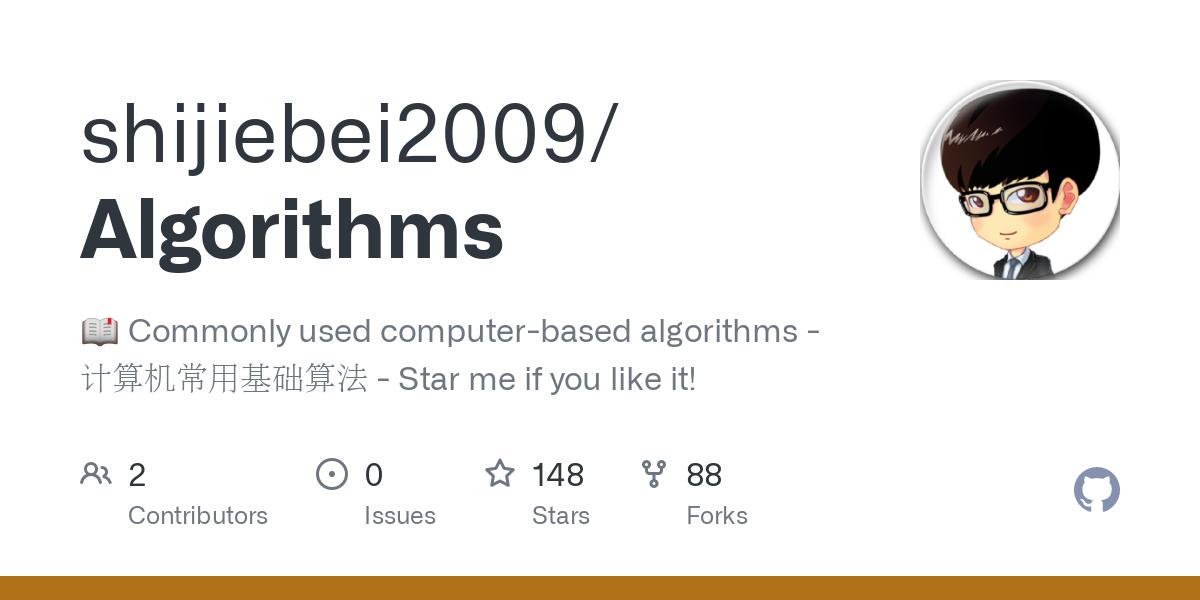 shijiebei2009/
Algorithms
📖 Commonly used computer-based algorithms -
计算机常用基础算法 - Star me if you like it!
2 0 148 88
Contributors Issues Stars Forks